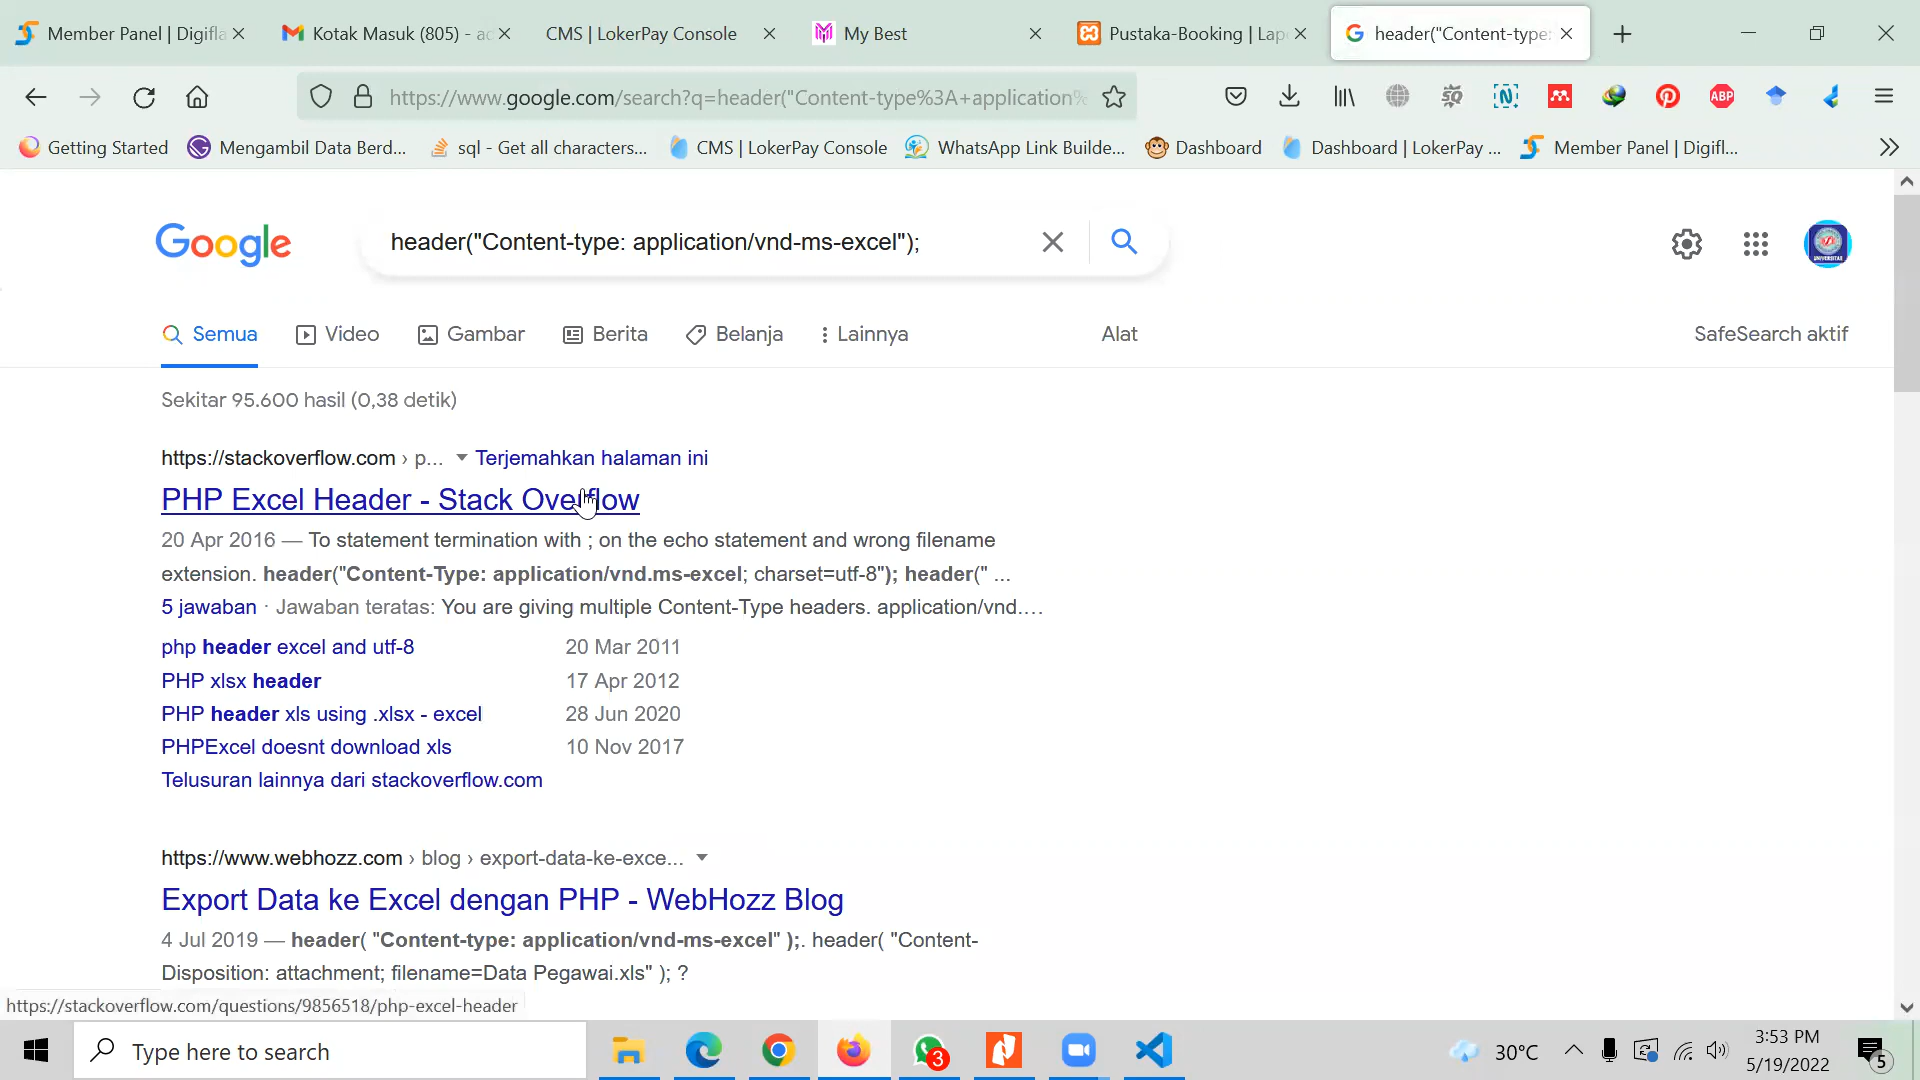 Member Panel | Digifla
Kotak Masuk (805) - ad
CMS | LokerPay Console
My Best
Pustaka-Booking | Lap
header("Content-type:
https://www.google.com/search?q=header("Content-type%3A+application%
ABP
Getting Started
Mengambil Data Berd...
sql - Get all characters...
CMS | LokerPay Console
WhatsApp Link Builde...
Dashboard
Dashboard | LokerPay ...
Member Panel | Digifl...
Google
header("Content-type: application/vnd-ms-excel");
Semua
Video
Gambar
Berita
Belanja
Lainnya
Alat
SafeSearch aktif
Sekitar 95.600 hasil (0,38 detik)
https://stackoverflow.com › p... Terjemahkan halaman ini
PHP Excel Header - Stack Overflow
20 Apr 2016 — To statement termination with ; on the echo statement and wrong filename
extension. header("Content-Type: application/vnd.ms-excel; charset=utf-8"); header(" ...
5 jawaban · Jawaban teratas: You are giving multiple Content-Type headers. application/vnd....
php header excel and utf-8 20 Mar 2011
PHP xlsx header 17 Apr 2012
PHP header xls using .xlsx - excel 28 Jun 2020
PHPExcel doesnt download xls 10 Nov 2017
Telusuran lainnya dari stackoverflow.com
https://www.webhozz.com › blog › export-data-ke-exce...
Export Data ke Excel dengan PHP - WebHozz Blog
4 Jul 2019 — header( "Content-type: application/vnd-ms-excel" );. header( "Content-
Disposition: attachment; filename=Data Pegawai.xls" ); ?
https://stackoverflow.com/questions/9856518/php-excel-header
Type here to search
3
30°C
3:53 PM
5/19/2022
5